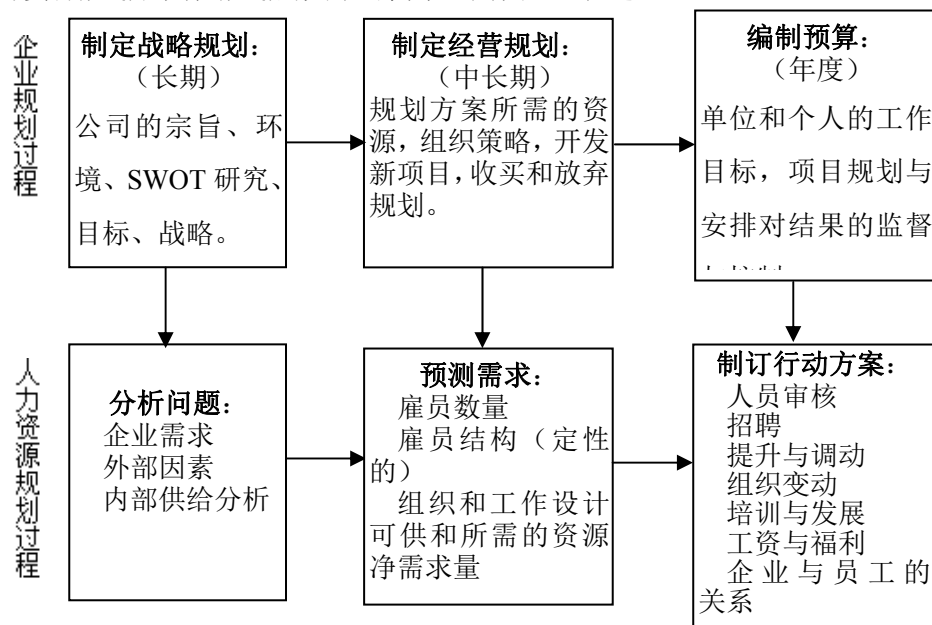 企业规划过程
制定战略规划：
（长期）
公司的宗旨、环
境、SWOT 研究、
目标、战略。
制定经营规划：
（中长期）
规划方案所需的资
源，组织策略，开发
新项目，收买和放弃
规划。
编制预算：
（年度）
单位和个人的工作
目标，项目规划与
安排对结果的监督
人力资源规划过程
分析问题：
企业需求
外部因素
内部供给分析
预测需求：
雇员数量
雇员结构（定性
的）
组织和工作设计
可供和所需的资源
净需求量
制订行动方案：
人员审核
招聘
提升与调动
组织变动
培训与发展
工资与福利
企业与员工的
关系